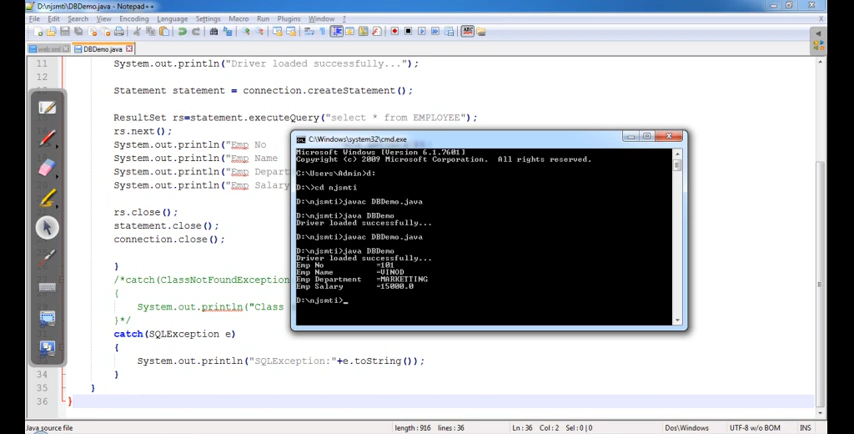 D:\njsmti\DBDemo.java - Notepad++
File Edit Search View Encoding Language Settings Macro Run Plugins Window ?
X
web.xml DBDemo.java
11 System.out.println("Driver loaded successfully...");
12
Statement statement = connection.createStatement();
ResultSet rs=statement.executeQuery("select * from EMPLOYEE");
rs.next();
System.out.println("Emp No
System.out.println("Emp Name
System.out.println("Emp Depart
System.out.println("Emp Salary
rs.close();
statement.close();
connection.close();
}
/*catch(ClassNotFoundException
{
System.out.println("Class
}*/
catch(SQLException e)
{
System.out.println("SQLException:"+e.toString());
34 }
35 }
36 }
C:\Windows\system32\cmd.exe
Microsoft Windows [Version 6.1.7601]
Copyright (c) 2009 Microsoft Corporation. All rights reserved.
C:\Users\Admin>d:
D:\>cd njsmti
D:\njsmti>javac DBDemo.java
D:\njsmti>java DBDemo
Driver loaded successfully...
D:\njsmti>javac DBDemo.java
D:\njsmti>java DBDemo
Driver loaded successfully...
Emp No =101
Emp Name =VINOD
Emp Department =MARKETTING
Emp Salary =15000.0
D:\njsmti>_
Java source file length : 916 lines : 36 Ln : 36 Col : 2 Sel : 0 | 0 Dos\Windows UTF-8 w/o BOM INS